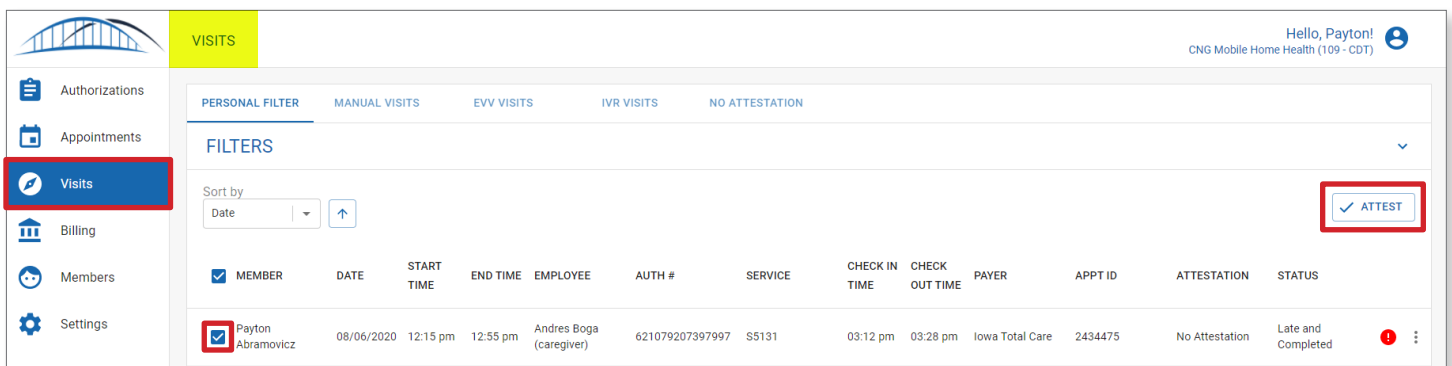 VISITS
Hello, Payton!
CNG Mobile Home Health (109 - CDT)
Authorizations
Appointments
Visits
Billing
Members
Settings
PERSONAL FILTER MANUAL VISITS EVV VISITS IVR VISITS NO ATTESTATION
FILTERS
Sort by
Date
ATTEST
MEMBER DATE START TIME END TIME EMPLOYEE AUTH # SERVICE CHECK IN TIME CHECK OUT TIME PAYER APPT ID ATTESTATION STATUS
Payton Abramovicz 08/06/2020 12:15 pm 12:55 pm Andres Boga (caregiver) 621079207397997 S5131 03:12 pm 03:28 pm Iowa Total Care 2434475 No Attestation Late and Completed